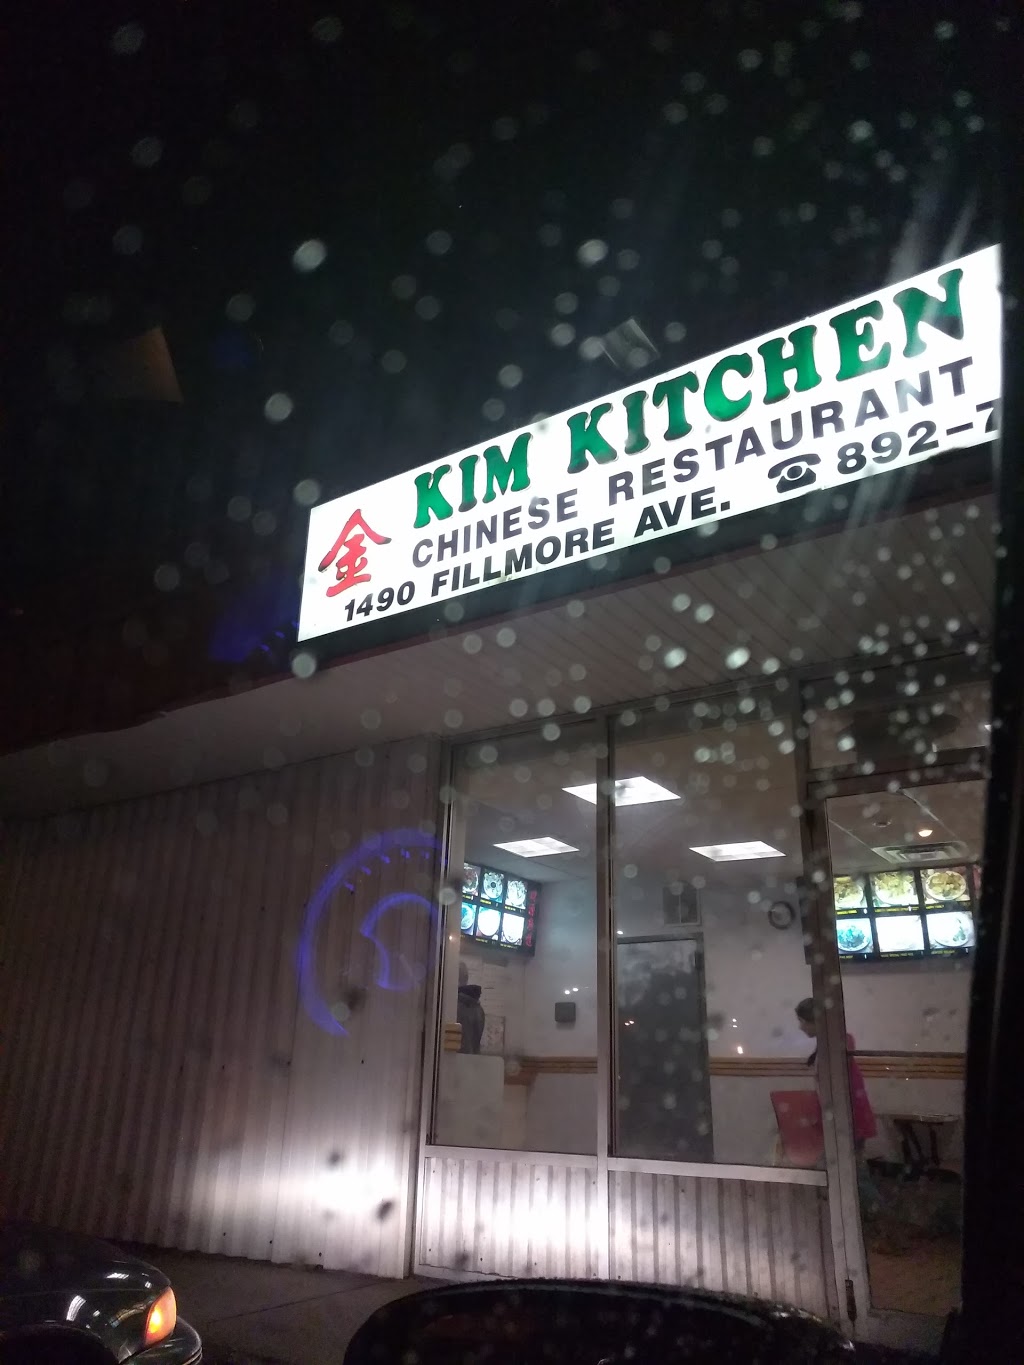 金
KIM KITCHEN
CHINESE RESTAURANT
1490 FILLMORE AVE. ☎892-7